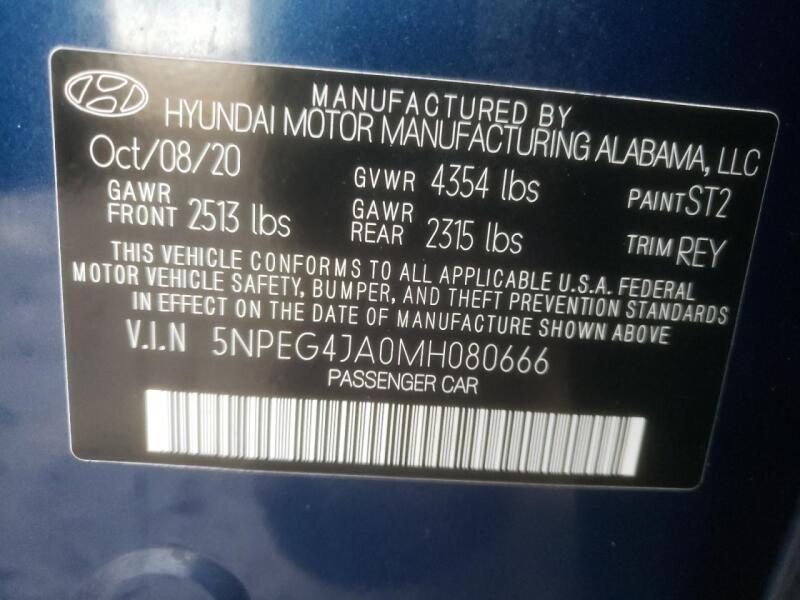 MANUFACTURED BY
HYUNDAI MOTOR MANUFACTURING ALABAMA, LLC
Oct/08/20 GVWR 4354 lbs PAINT ST2
GAWR FRONT 2513 lbs GAWR REAR 2315 lbs TRIM REY
THIS VEHICLE CONFORMS TO ALL APPLICABLE U.S.A. FEDERAL
MOTOR VEHICLE SAFETY, BUMPER, AND THEFT PREVENTION STANDARDS
IN EFFECT ON THE DATE OF MANUFACTURE SHOWN ABOVE
V.I.N 5NPEG4JA0MH080666
PASSENGER CAR